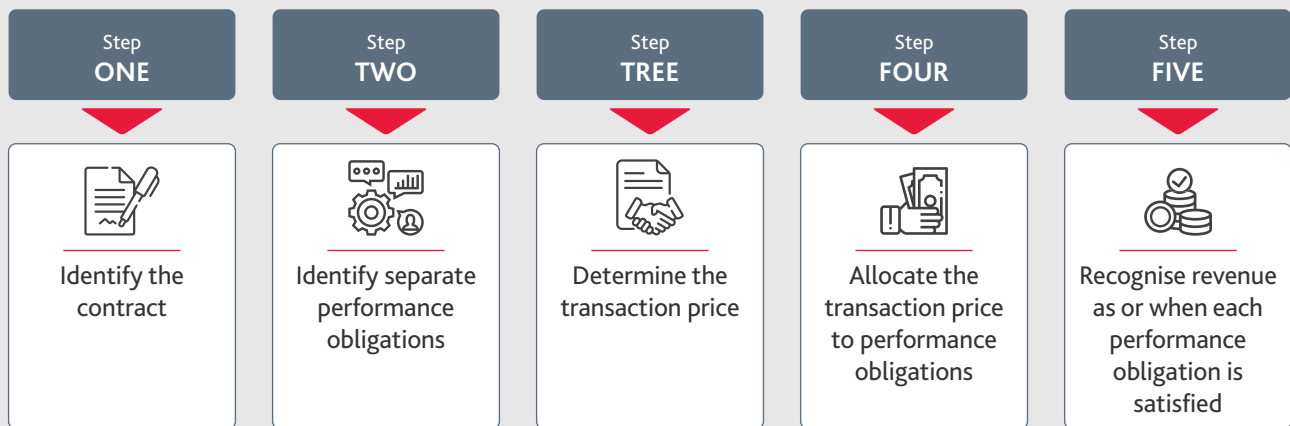 Step
ONE
Step
TWO
Step
TREE
Step
FOUR
Step
FIVE
Identify the
contract
Identify separate
performance
obligations
Determine the
transaction price
Allocate the
transaction price
to performance
obligations
Recognise revenue
as or when each
performance
obligation is
satisfied